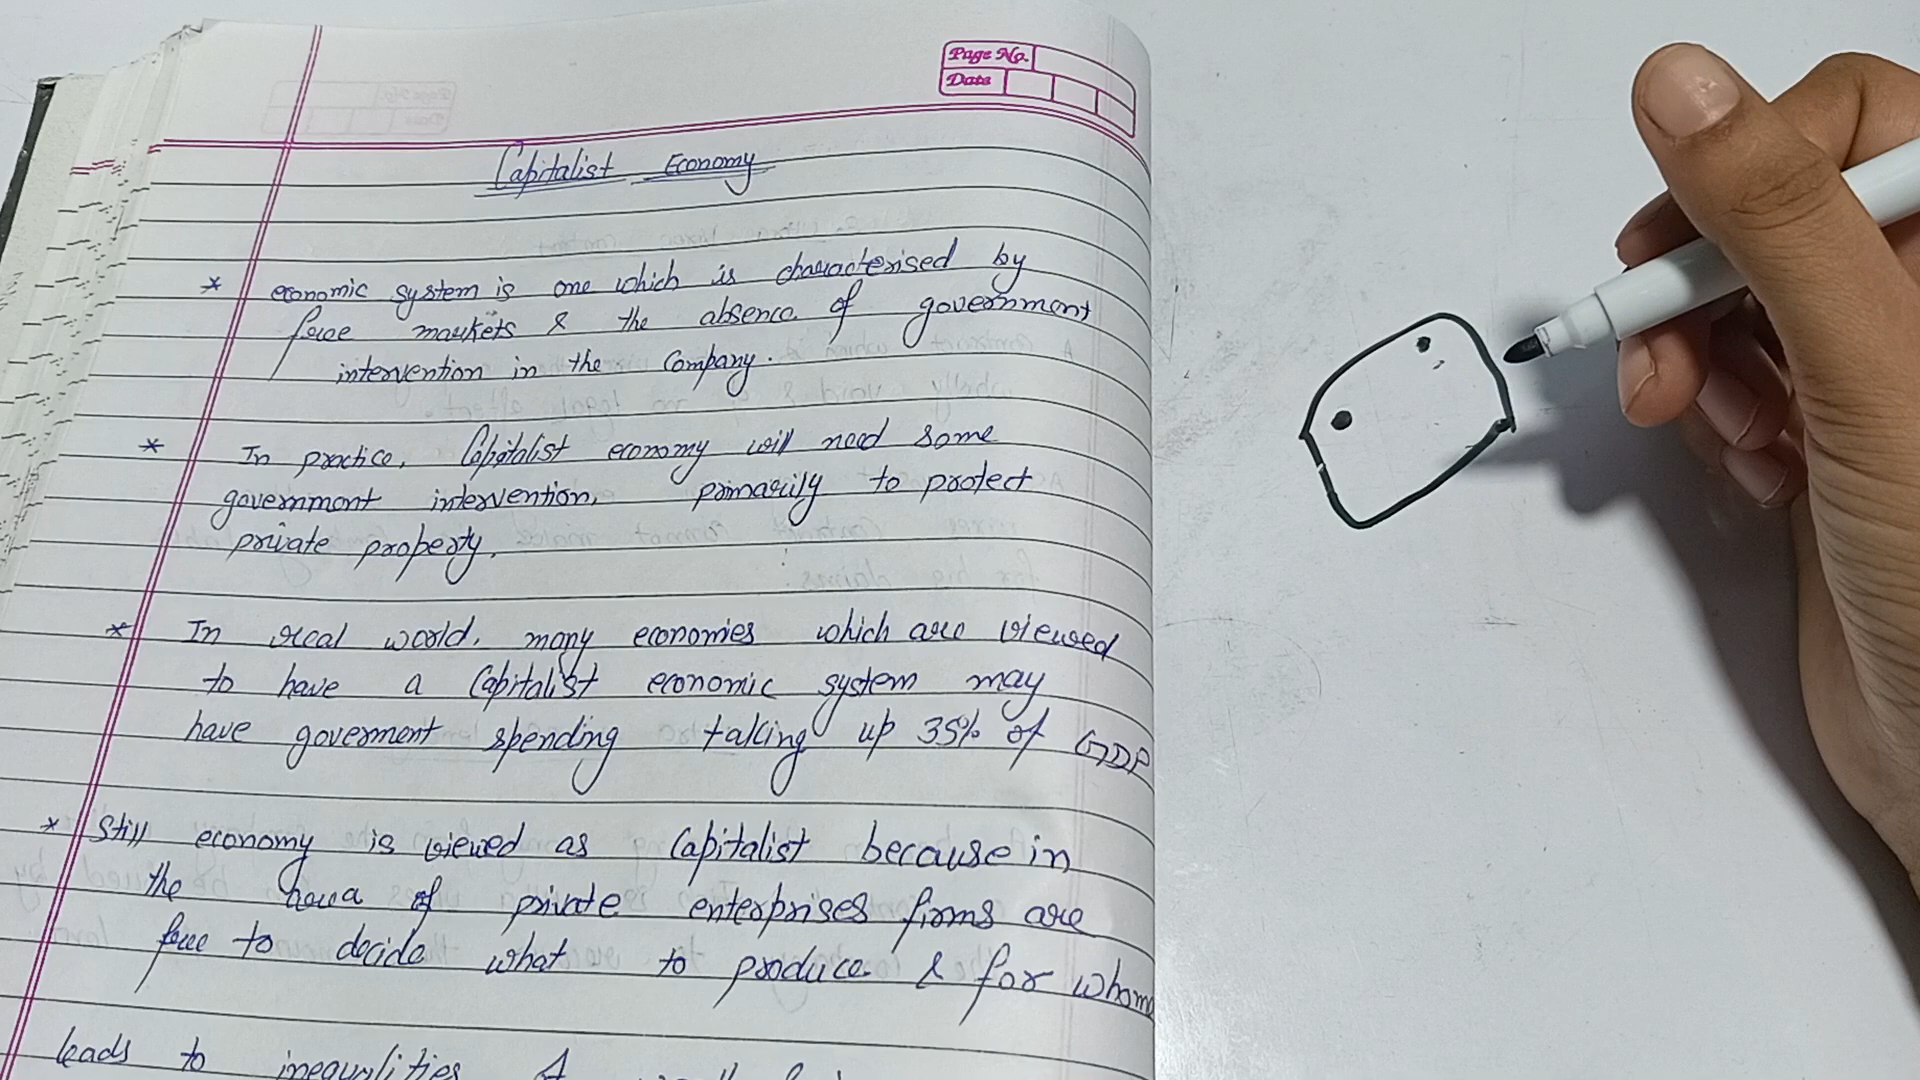 Page No.
Date
Capitalist Economy
* economic system is one which is characterised by
free markets & the absence of government
intervention in the Company.
* In practice, Capitalist economy will need some
government intervention, primarily to protect
private property.
* In real world, many economies which are viewed
to have a Capitalist economic system may
have goverment spending taking up 35% of GDP
* Still economy is viewed as Capitalist because in
the area of private enterprises firms are
free to decide what to produce & for whom
leads to inequalities